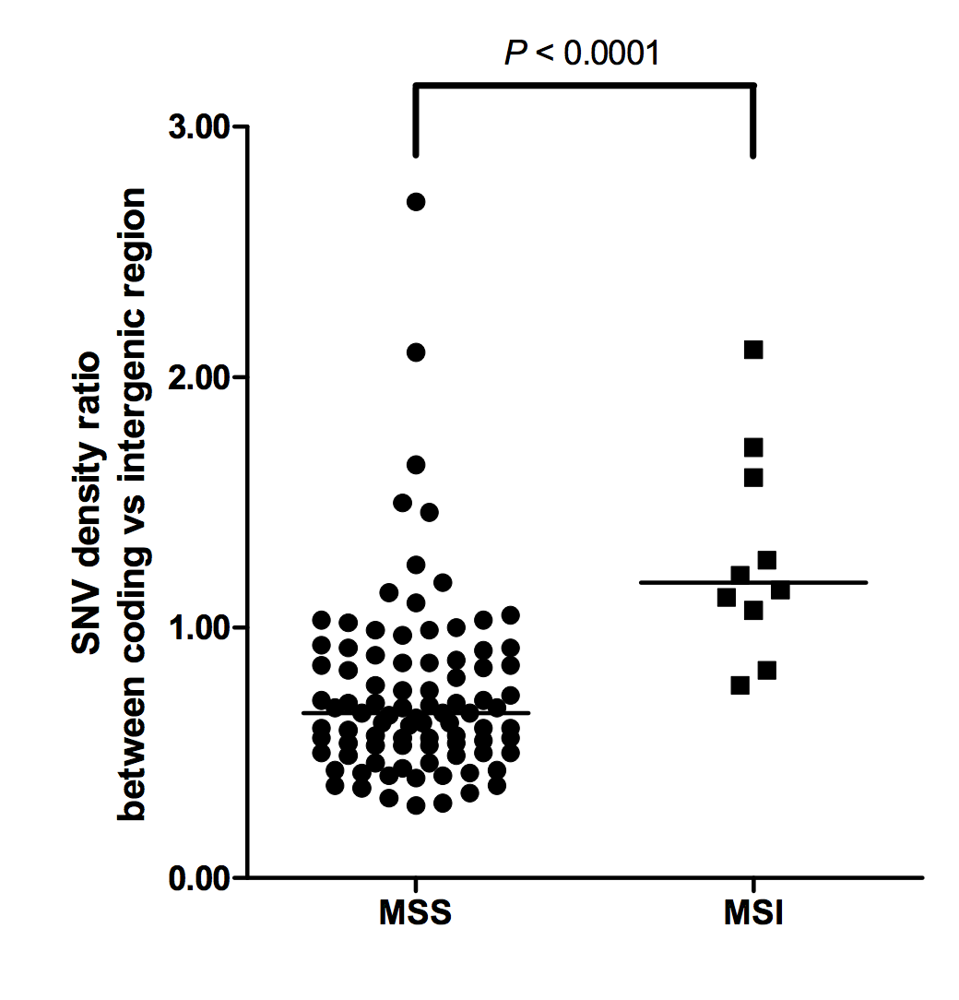 P < 0.0001
SNV density ratio
between coding vs intergenic region
3.00
2.00
1.00
0.00
MSS
MSI